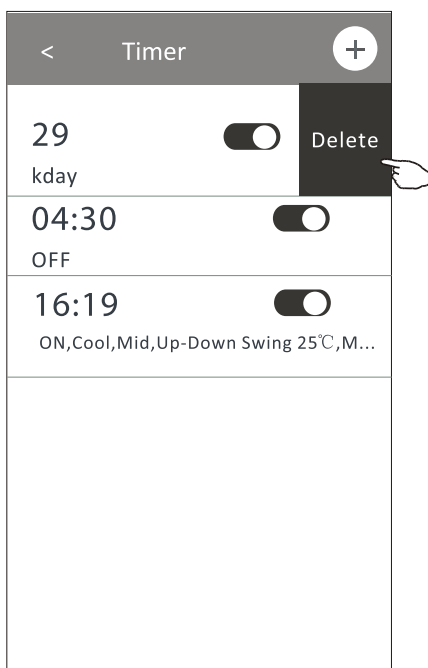 < Timer +
29 Delete
kday
04:30
OFF
16:19
ON,Cool,Mid,Up-Down Swing 25℃,M...